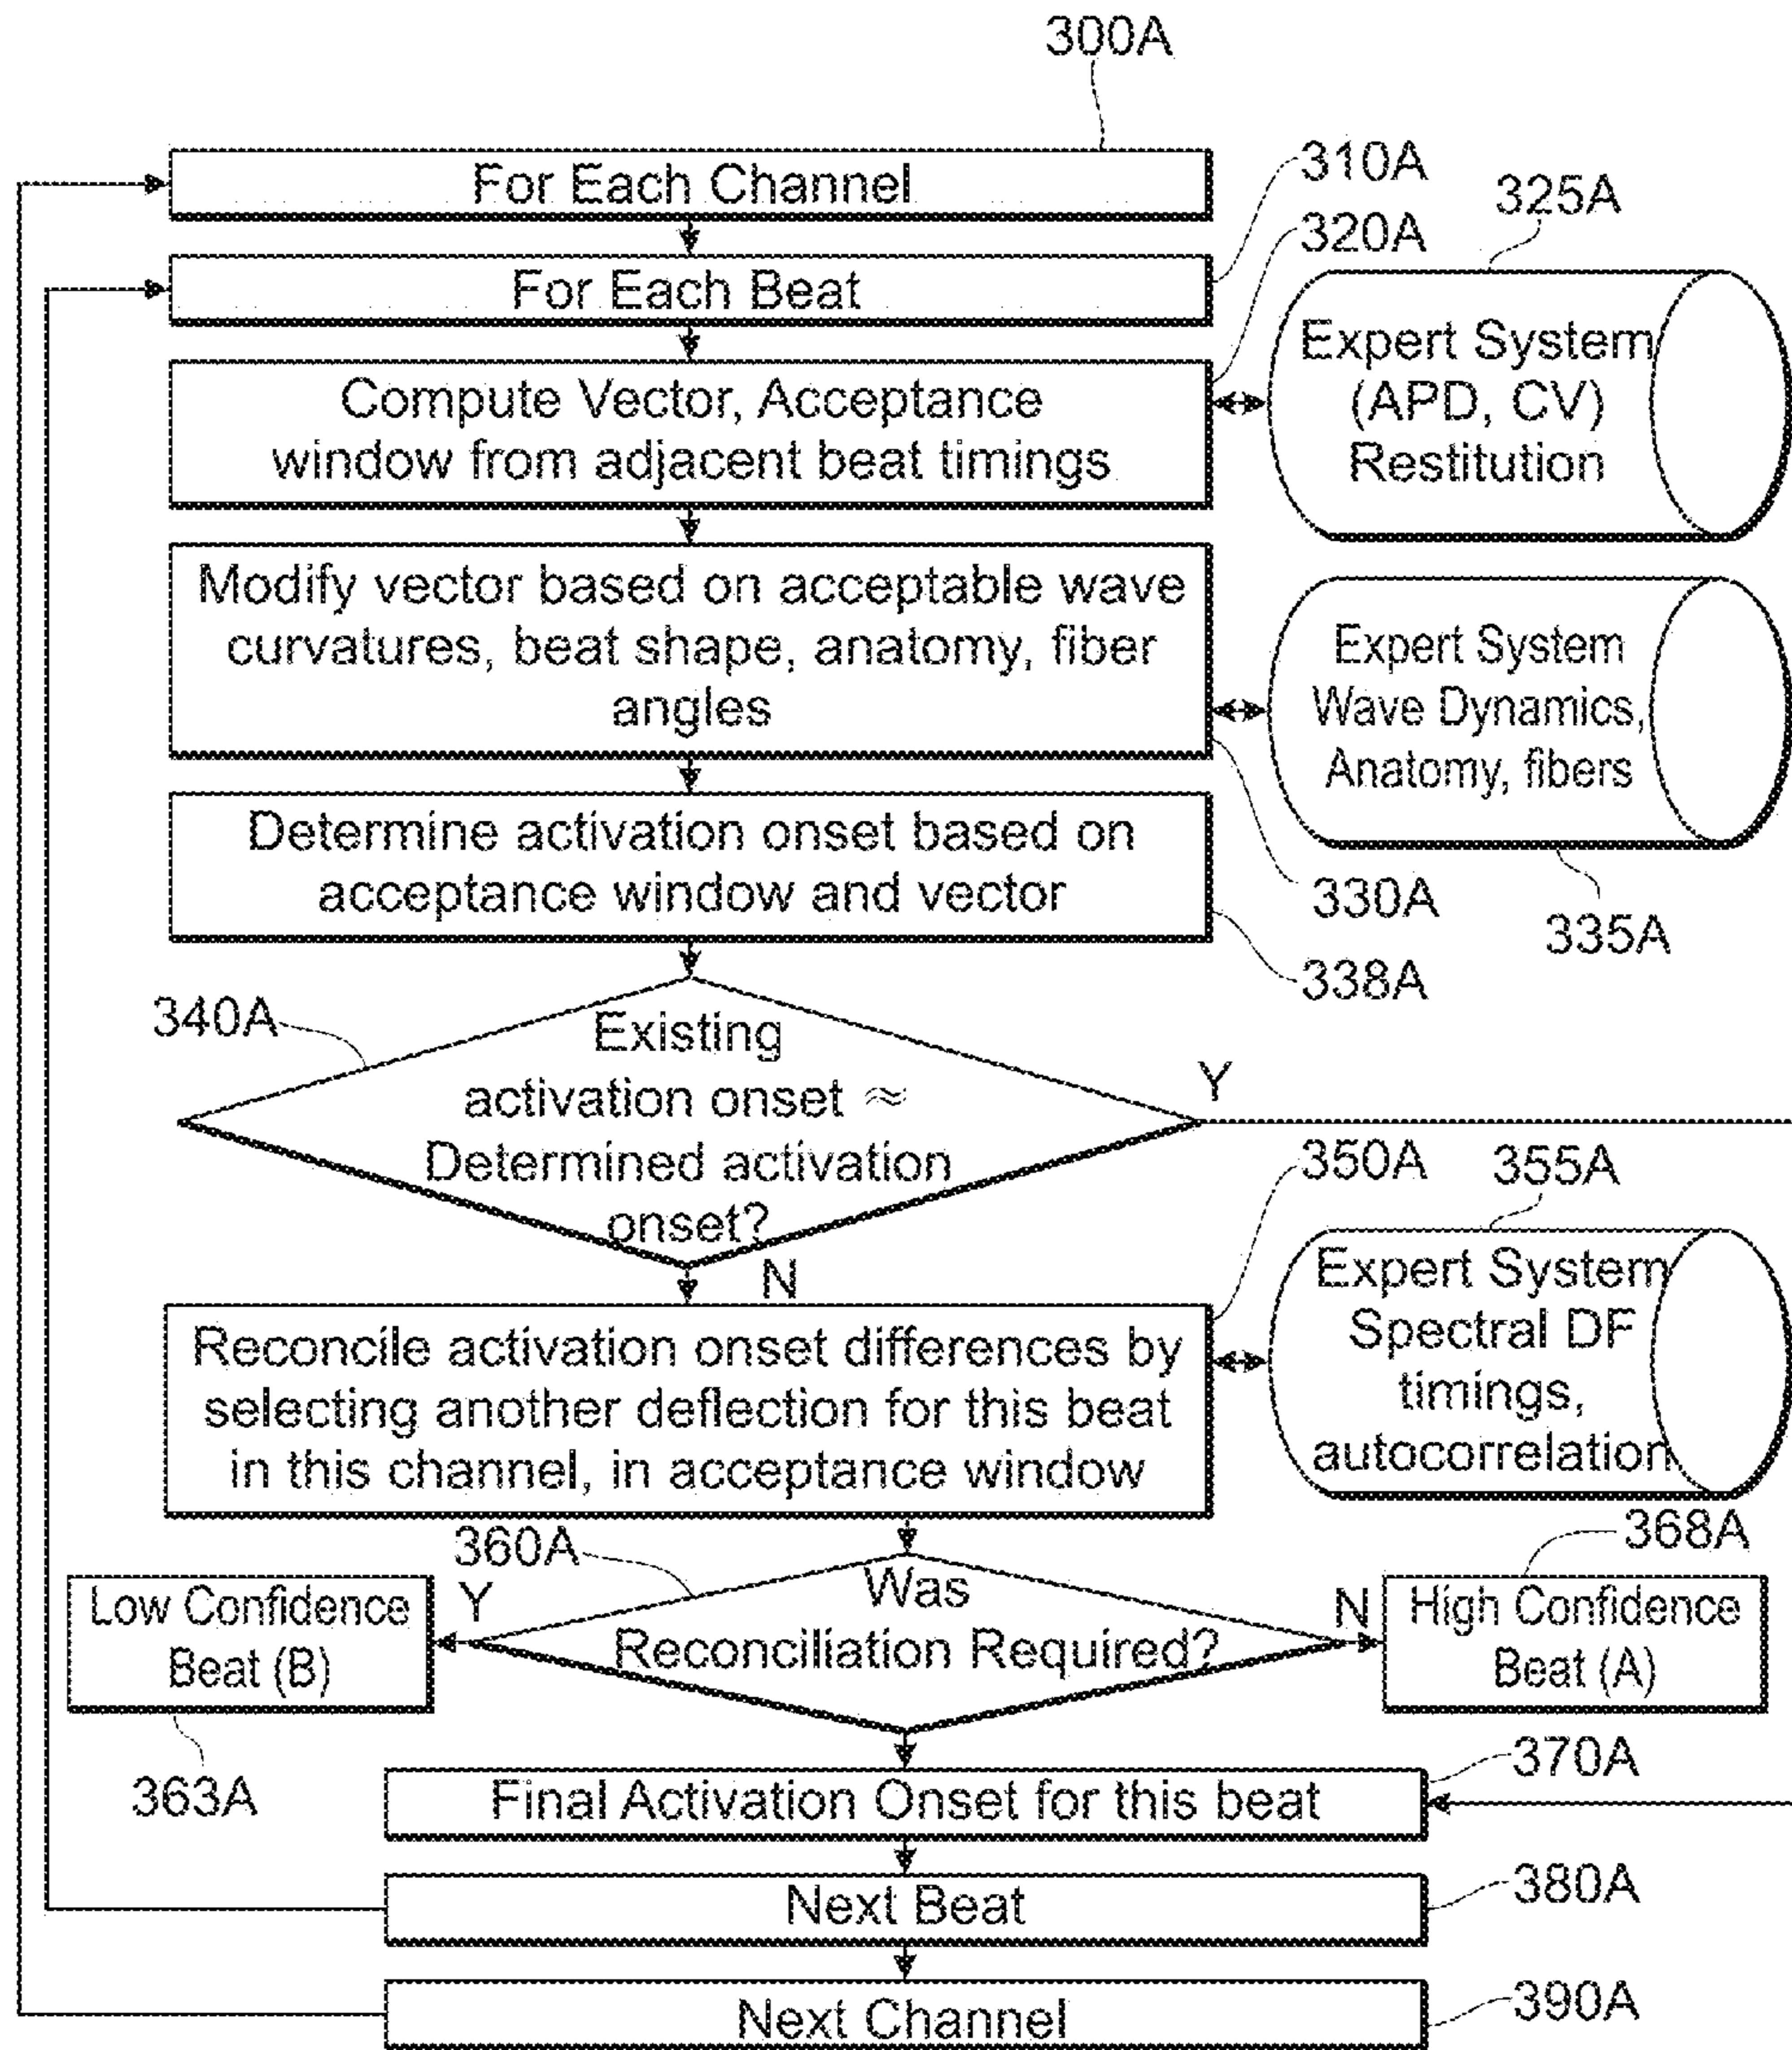 300A
For Each Channel
310A
325A
320A
For Each Beat
Expert System
(APD, CV)
Restitution
Compute Vector, Acceptance
window from adjacent beat timings
Modify vector based on acceptable wave
curvatures, beat shape, anatomy, fiber
angles
Expert System
Wave Dynamics,
Anatomy, fibers
Determine activation onset based on
acceptance window and vector
330A
335A
338A
340A
Existing
activation onset ≈
Determined activation
onset?
Y
N
350A
355A
Expert System
Spectral DF
timings,
autocorrelation
Reconcile activation onset differences by
selecting another deflection for this beat
in this channel, in acceptance window
360A
368A
Low Confidence
Beat (B)
Y
Was
Reconciliation Required?
N
High Confidence
Beat (A)
363A
370A
Final Activation Onset for this beat
380A
Next Beat
390A
Next Channel